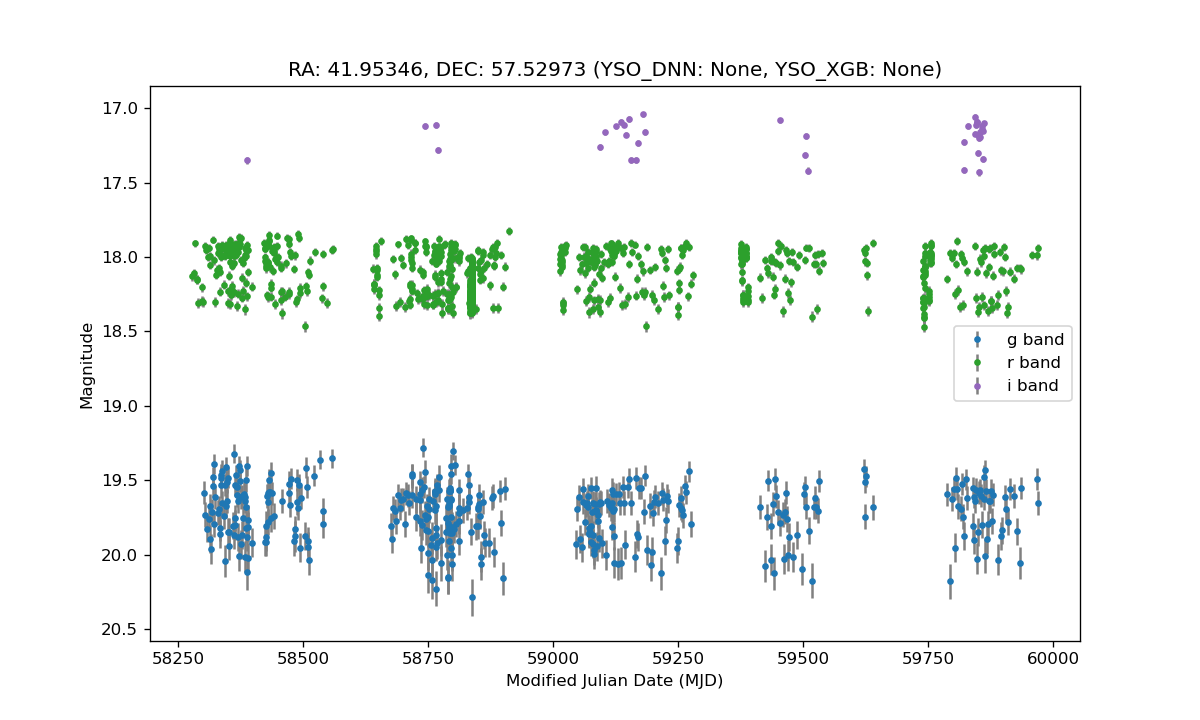 RA: 41.95346, DEC: 57.52973 (YSO_DNN: None, YSO_XGB: None)
17.0
17.5
18.0
18.5
19.0
19.5
20.0
20.5
Magnitude
g band
r band
i band
58250 58500 58750 59000 59250 59500 59750 60000
Modified Julian Date (MJD)